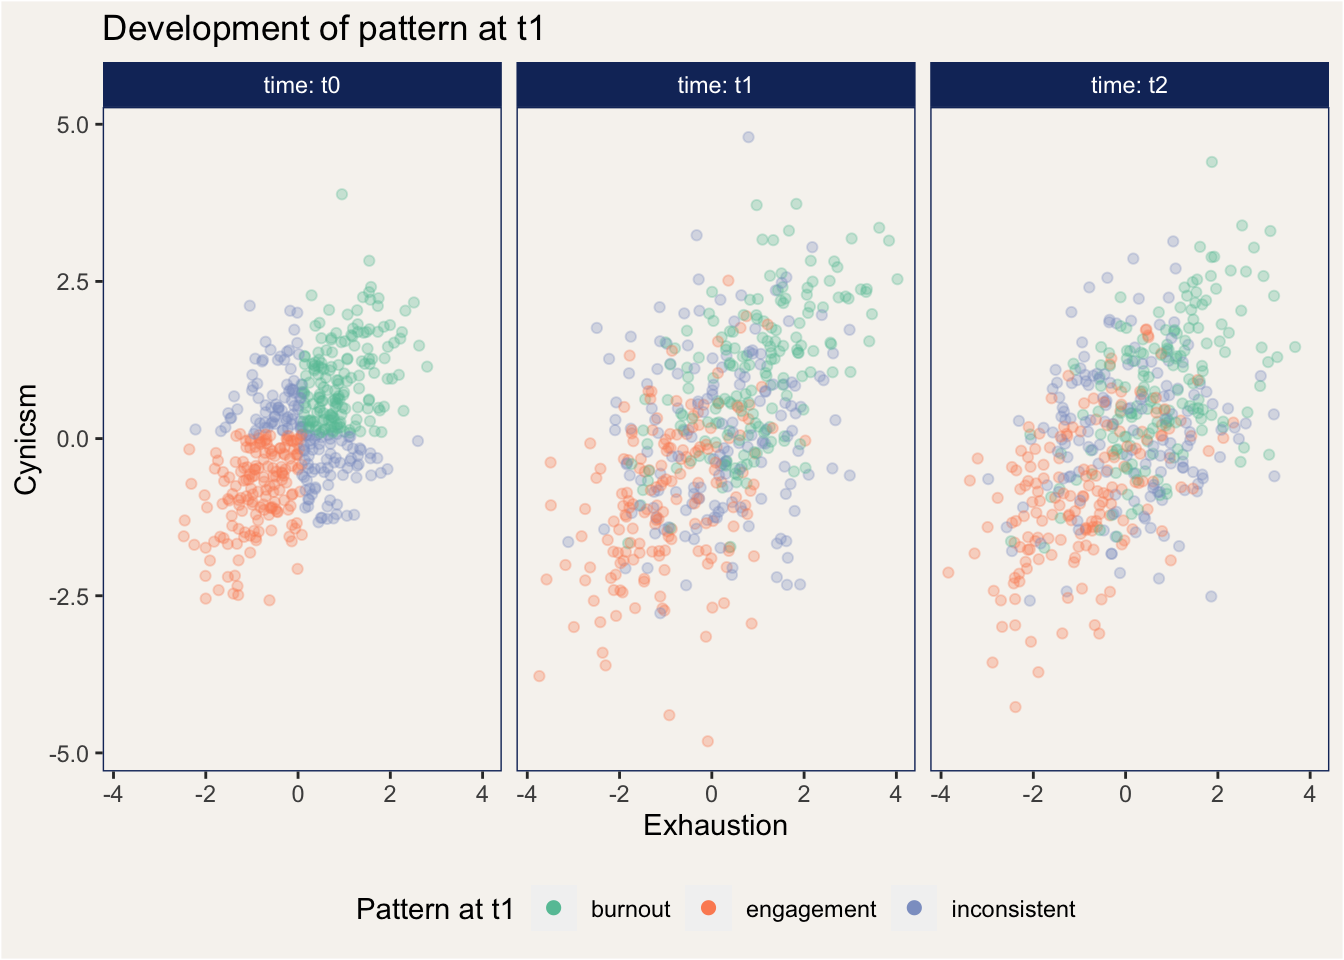 Development of pattern at t1
time: t0 time: t1 time: t2
5.0
2.5
0.0
-2.5
-5.0
Cynicsm
-4 -2 0 2 4 -4 -2 0 2 4 -4 -2 0 2 4
Exhaustion
Pattern at t1 burnout engagement inconsistent